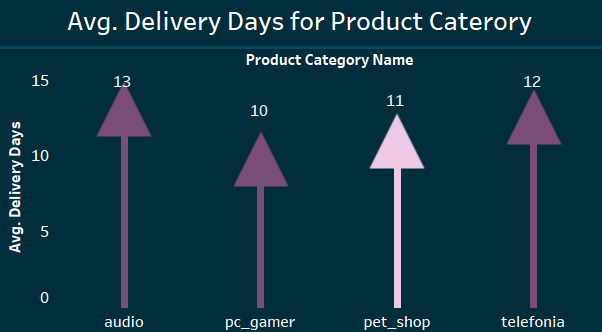 Avg. Delivery Days for Product Caterory
Product Category Name
Avg. Delivery Days
15
10
5
0
13
10
11
12
audio
pc_gamer
pet_shop
telefonia